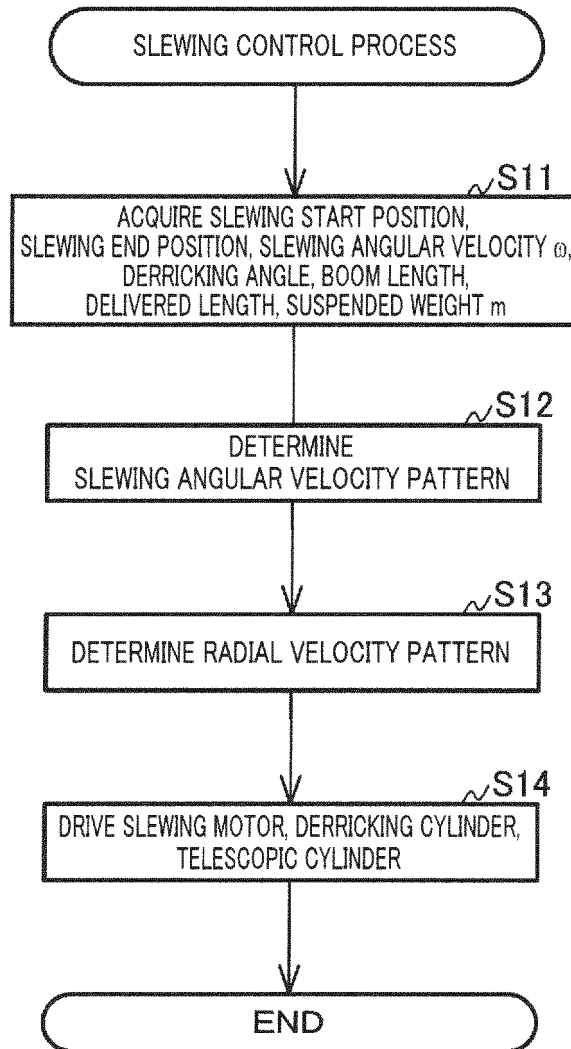 SLEWING CONTROL PROCESS
S11
ACQUIRE SLEWING START POSITION,
SLEWING END POSITION, SLEWING ANGULAR VELOCITY ω,
DERRICKING ANGLE, BOOM LENGTH,
DELIVERED LENGTH, SUSPENDED WEIGHT m
S12
DETERMINE
SLEWING ANGULAR VELOCITY PATTERN
S13
DETERMINE RADIAL VELOCITY PATTERN
S14
DRIVE SLEWING MOTOR, DERRICKING CYLINDER,
TELESCOPIC CYLINDER
END